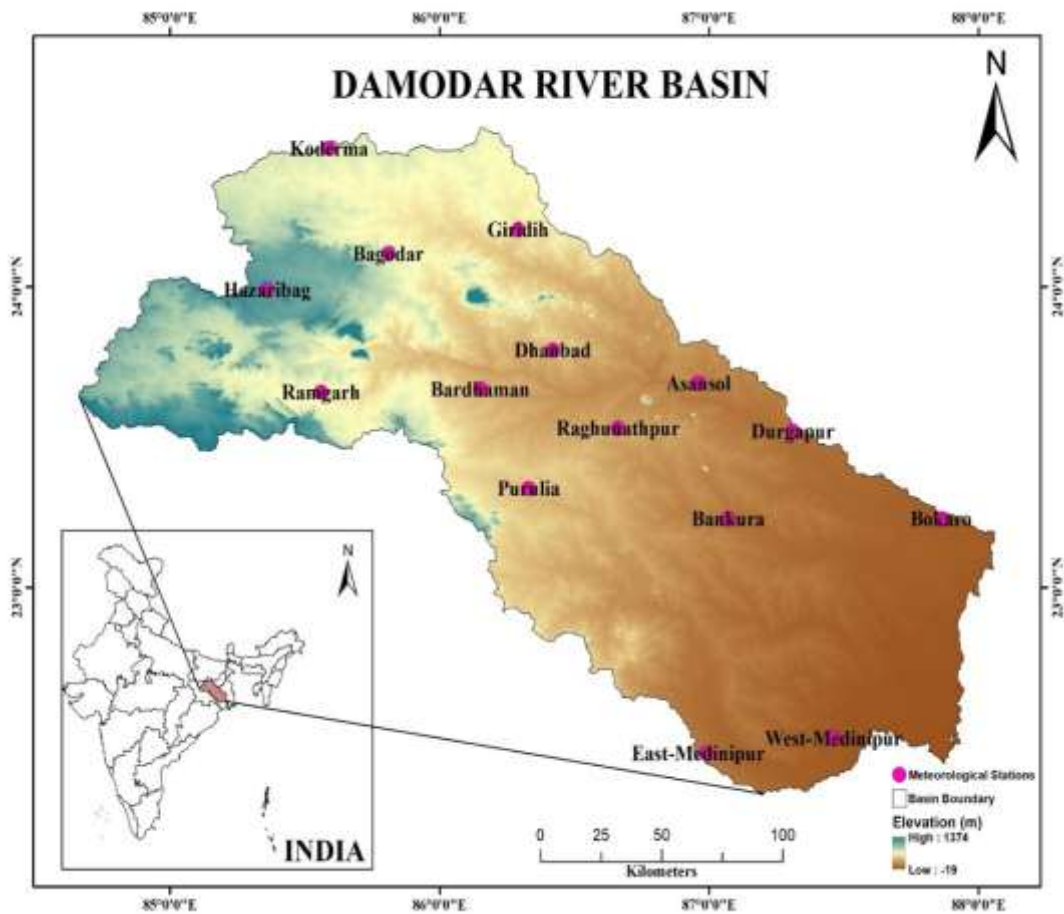 85°0'0"E 86°0'0"E 87°0'0"E 88°0'0"E
DAMODAR RIVER BASIN
N
Koderma
Giridih
Bagodar
24°0'0"N
Hazaribag
24°0'0"N
Dhanbad
Asansol
Ramgarh
Bardhaman
Raghunathpur
Durgapur
Purulia
Bankura
Bokaro
N
23°0'0"N
23°0'0"N
West-Medinipur
East-Medinipur
Meteorological Stations
Basin Boundary
Elevation (m)
High : 1374
Low : -19
0 25 50 100
Kilometers
INDIA
85°0'0"E 86°0'0"E 87°0'0"E 88°0'0"E